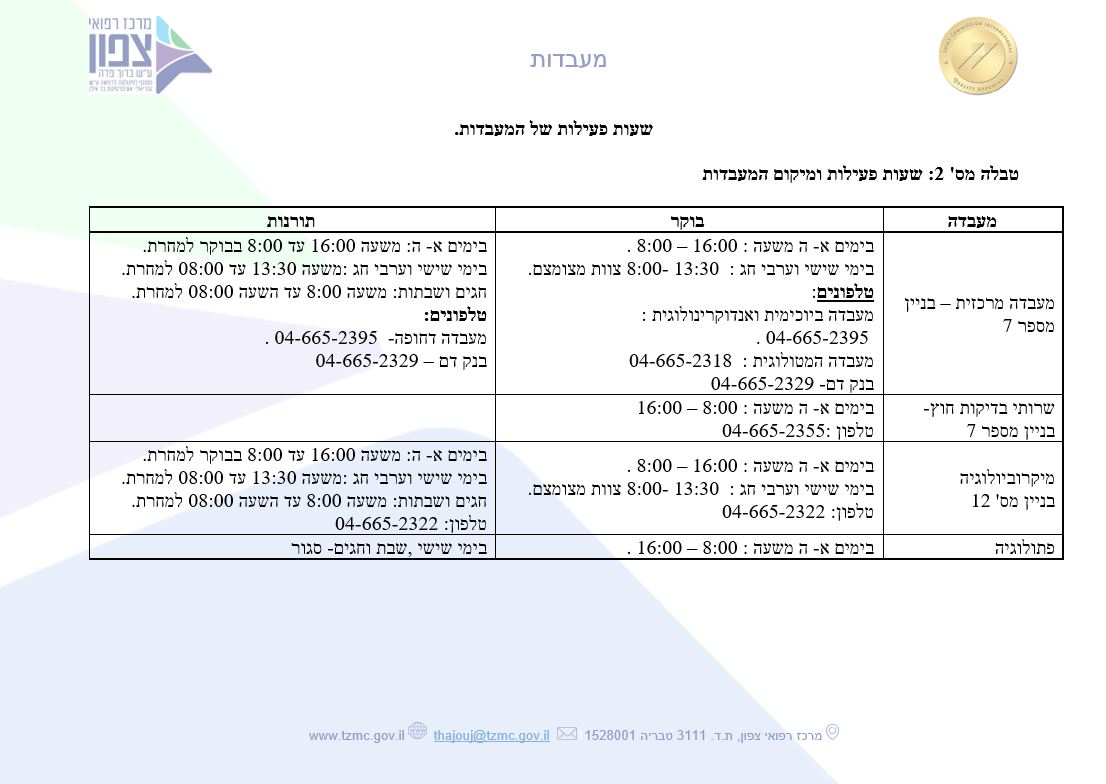 מרכז רפואי
צפון
ע״ש ברוך פדה
מעבדות
JOINT COMMISSION INTERNATIONAL
QUALITY APPROVAL
שעות פעילות של המעבדות.
טבלה מס' 2: שעות פעילות ומיקום המעבדות
מעבדה
בוקר
תורנות
מעבדה מרכזית – בניין
מספר 7
בימים א- ה משעה : 16:00 – 8:00 .
בימי שישי וערבי חג : 13:30 -8:00 צוות מצומצם.
טלפונים:
מעבדה ביוכימית ואנדוקרינולוגית :
04-665-2395 .
מעבדה המטולוגית : 04-665-2318
בנק דם- 04-665-2329
בימים א- ה: משעה 16:00 עד 8:00 בבוקר למחרת.
בימי שישי וערבי חג :משעה 13:30 עד 08:00 למחרת.
חגים ושבתות: משעה 8:00 עד השעה 08:00 למחרת.
טלפונים:
מעבדה דחופה- 04-665-2395 .
בנק דם – 04-665-2329
שרותי בדיקות חוץ-
בניין מספר 7
בימים א- ה משעה : 8:00 – 16:00
טלפון :04-665-2355
מיקרוביולוגיה
בניין מס' 12
בימים א- ה משעה : 16:00 – 8:00 .
בימי שישי וערבי חג : 13:30 -8:00 צוות מצומצם.
טלפון: 04-665-2322
בימים א- ה: משעה 16:00 עד 8:00 בבוקר למחרת.
בימי שישי וערבי חג :משעה 13:30 עד 08:00 למחרת.
חגים ושבתות: משעה 8:00 עד השעה 08:00 למחרת.
טלפון: 04-665-2322
פתולוגיה
בימים א- ה משעה : 8:00 – 16:00 .
בימי שישי ,שבת וחגים- סגור
מרכז רפואי צפון, ת.ד. 3111 טבריה 1528001 thajouj@tzmc.gov.il www.tzmc.gov.il